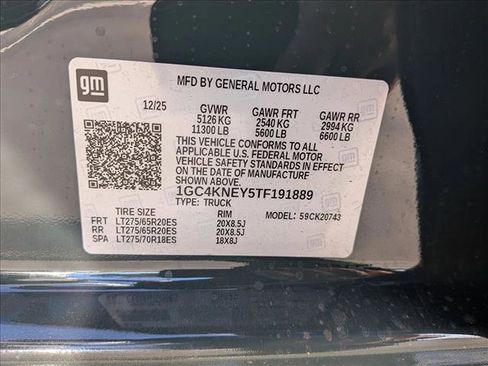 gm
MFD BY GENERAL MOTORS LLC
12/25 GVWR GAWR FRT GAWR RR
5126 KG 2540 KG 2994 KG
11300 LB 5600 LB 6600 LB
THIS VEHICLE CONFORMS TO ALL
APPLICABLE U.S. FEDERAL MOTOR
VEHICLE SAFETY STANDARDS IN EFFECT
ON THE DATE OF MANUFACTURE
SHOWN ABOVE.
1GC4KNEY5TF191889
TYPE: TRUCK
TIRE SIZE RIM MODEL: 59CK20743
FRT LT275/65R20ES 20X8.5J
RR LT275/65R20ES 20X8.5J
SPA LT275/70R18ES 18X8J